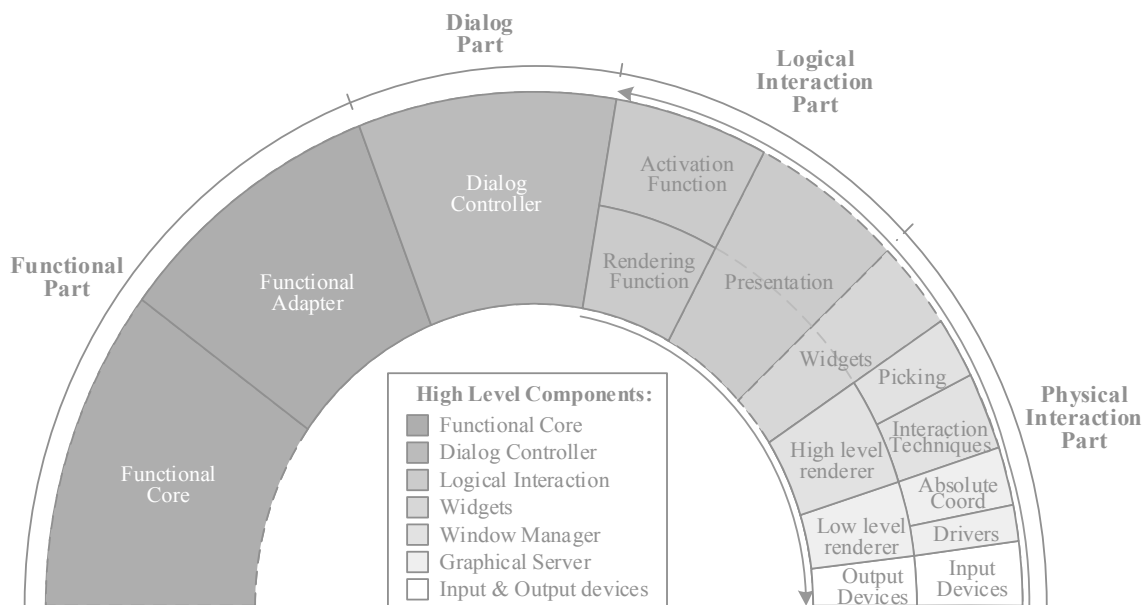 Dialog
Part
Logical
Interaction
Part
Activation
Function
Dialog
Controller
Rendering
Function
Presentation
Functional
Part
Functional
Adapter
Widgets
Picking
Physical
Interaction
Part
Interaction
Techniques
High level
renderer
Functional
Core
Absolute
Coord
Low level
renderer
Drivers
Output
Devices
Input
Devices
High Level Components:
Functional Core
Dialog Controller
Logical Interaction
Widgets
Window Manager
Graphical Server
Input & Output devices